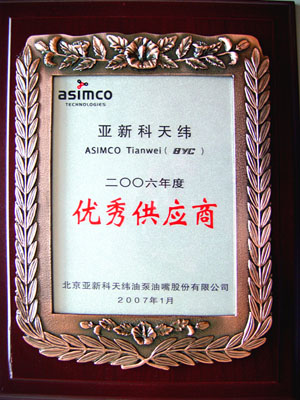 asimco
TECHNOLOGIES
亚新科天纬
ASIMCO Tianwei( BYC )
二〇〇六年度
优秀供应商
北京亚新科天纬油泵油嘴股份有限公司
2007年1月